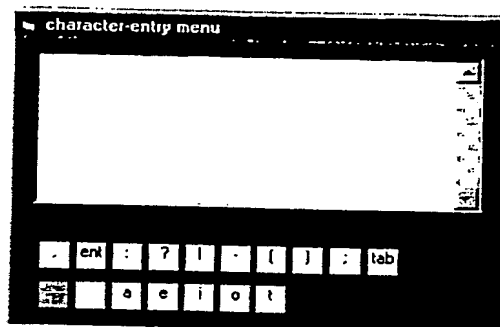 character-entry menu
. ent : ? - ; tab
a e i o t